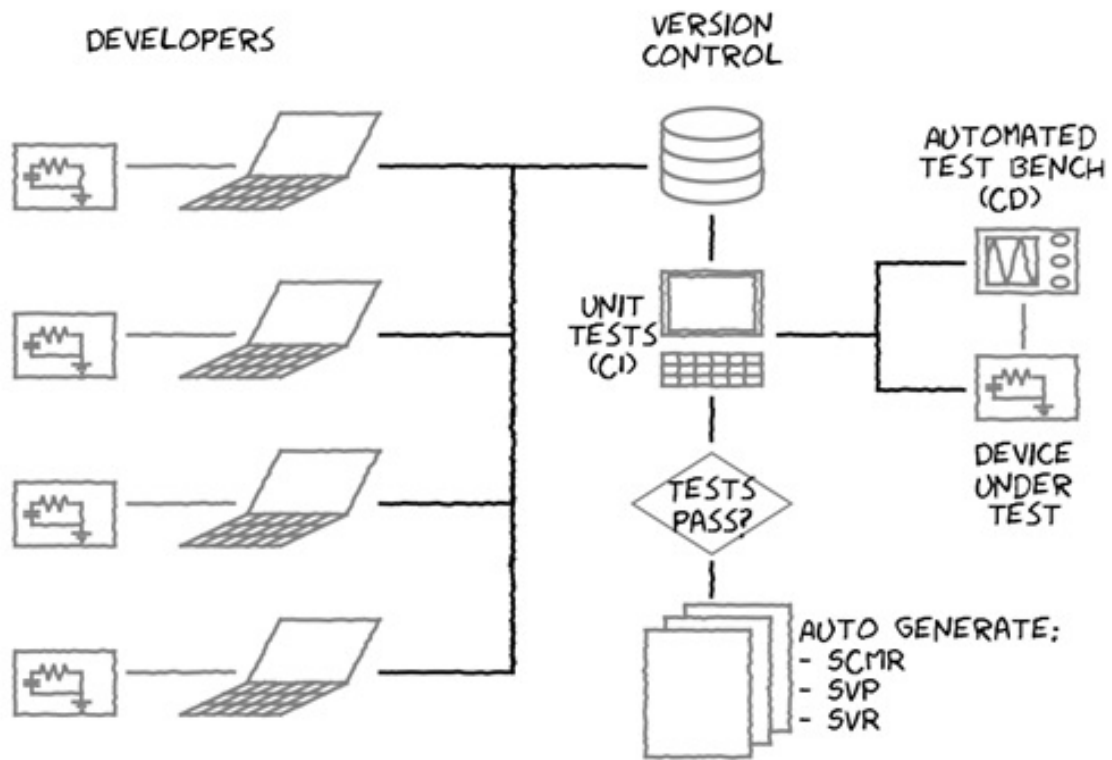 DEVELOPERS
VERSION
CONTROL
AUTOMATED
TEST BENCH
(CD)
UNIT
TESTS
(CI)
DEVICE
UNDER
TEST
TESTS
PASS?
AUTO GENERATE:
- SCMR
- SVP
- SVR